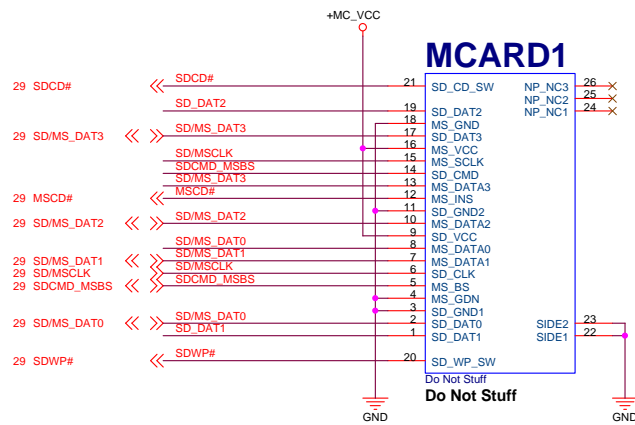 +MC_VCC
MCARD1
29 SDCD#
SDCD#
21
SD_CD_SW
NP_NC3
26
NP_NC2
25
SD_DAT2
19
SD_DAT2
NP_NC1
24
18
MS_GND
29 SD/MS_DAT3
SD/MS_DAT3
17
SD_DAT3
16
MS_VCC
SD/MSCLK
15
MS_SCLK
SDCMD_MSBS
14
SD_CMD
SD/MS_DAT3
13
MS_DATA3
29 MSCD#
MSCD#
12
MS_INS
11
SD_GND2
29 SD/MS_DAT2
SD/MS_DAT2
10
MS_DATA2
9
SD_VCC
SD/MS_DAT0
8
MS_DATA0
29 SD/MS_DAT1
SD/MS_DAT1
7
MS_DATA1
29 SD/MSCLK
SD/MSCLK
6
SD_CLK
29 SDCMD_MSBS
SDCMD_MSBS
5
MS_BS
4
MS_GDN
3
SD_GND1
29 SD/MS_DAT0
SD/MS_DAT0
2
SD_DAT0
SIDE2
23
SD_DAT1
1
SD_DAT1
SIDE1
22
29 SDWP#
SDWP#
20
SD_WP_SW
Do Not Stuff
Do Not Stuff
GND
GND